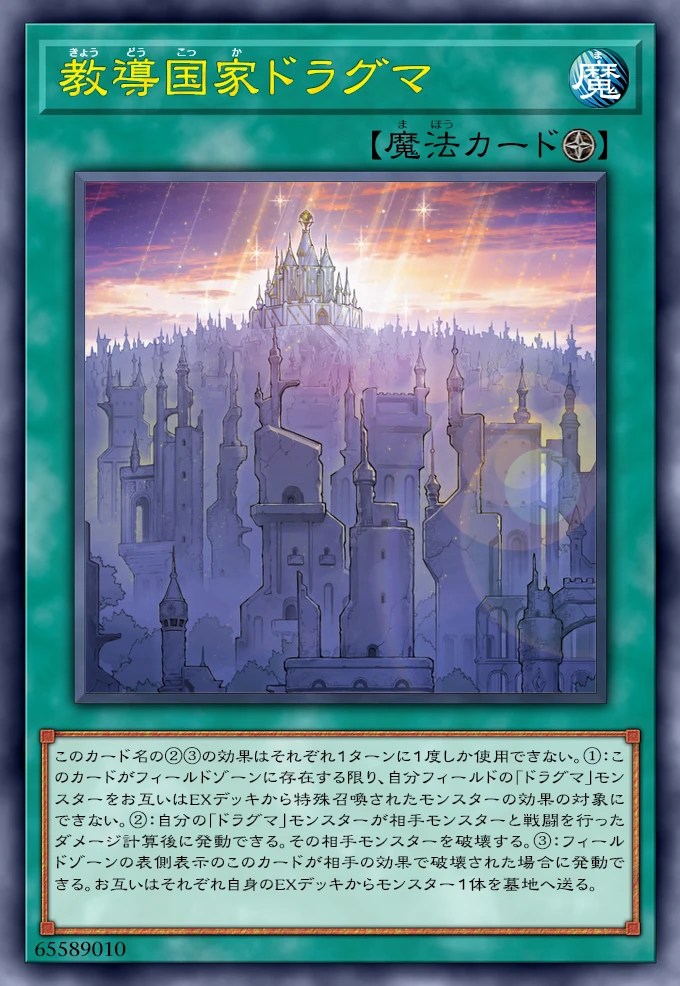 きょうどうこっか
教導国家ドラグマ
ま
魔
まほう
【魔法カード】
このカード名の②③の効果はそれぞれ1ターンに1度しか使用できない。①：こ
のカードがフィールドゾーンに存在する限り、自分フィールドの「ドラグマ」モン
スターをお互いはEXデッキから特殊召喚されたモンスターの効果の対象に
できない。②：自分の「ドラグマ」モンスターが相手モンスターと戦闘を行った
ダメージ計算後に発動できる。その相手モンスターを破壊する。③：フィール
ドゾーンの表側表示のこのカードが相手の効果で破壊された場合に発動で
きる。お互いはそれぞれ自身のEXデッキからモンスター1体を墓地へ送る。
65589010